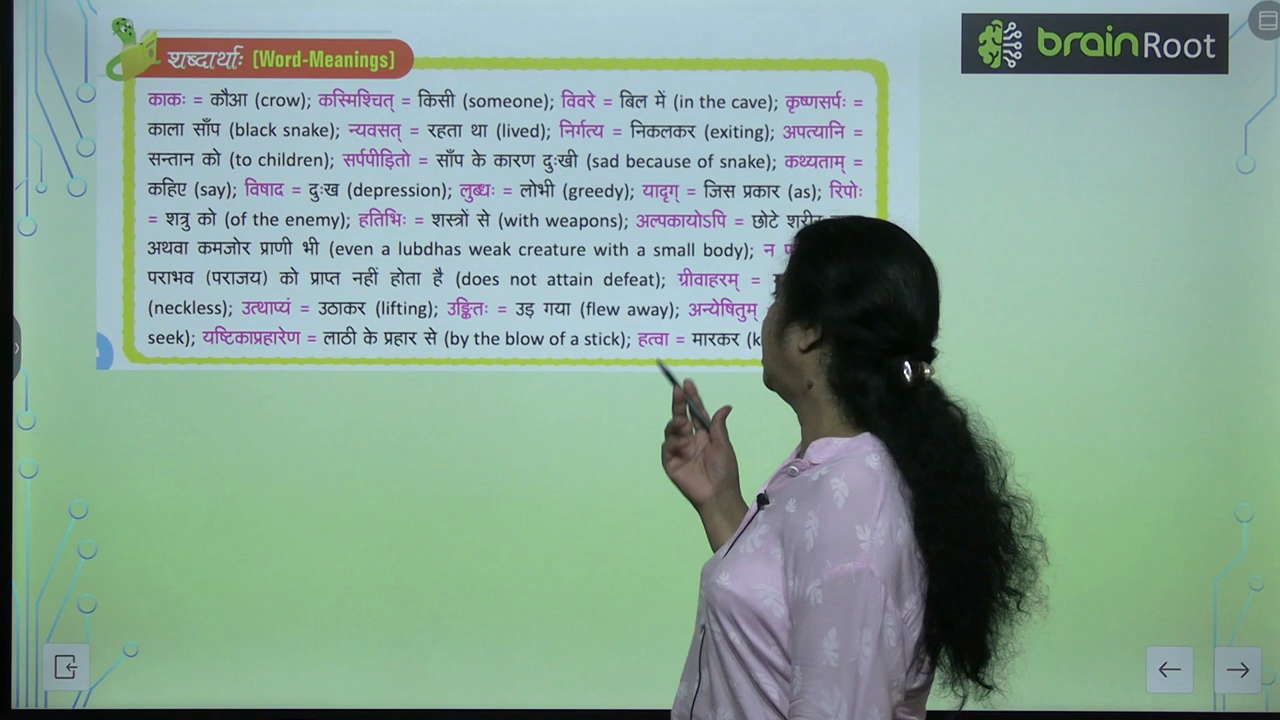 शब्दार्थाः [Word-Meanings]
brainRoot
काकः = कौआ (crow); कस्मिश्चित् = किसी (someone); विवरे = बिल में (in the cave); कृष्णसर्पः =
काला साँप (black snake); न्यवसत् = रहता था (lived); निर्गत्य = निकलकर (exiting); अपत्यानि =
सन्तान को (to children); सर्पपीड़ितो = साँप के कारण दुःखी (sad because of snake); कथ्यताम् =
कहिए (say); विषाद = दुःख (depression); लुब्धः = लोभी (greedy); यादृग् = जिस प्रकार (as); रिपोः
= शत्रु को (of the enemy); हतिभिः = शस्त्रों से (with weapons); अल्पकायोऽपि = छोटे
अथवा कमजोर प्राणी भी (even a lubdhas weak creature with a small body); न
पराभव (पराजय) को प्राप्त नहीं होता है (does not attain defeat); ग्रीवाहरम् =
(neckless); उत्थाप्यं = उठाकर (lifting); उड्डितः = उड़ गया (flew away); अन्येषितुम्
seek); यष्टिकाप्रहारेण = लाठी के प्रहार से (by the blow of a stick); हत्वा = मारकर